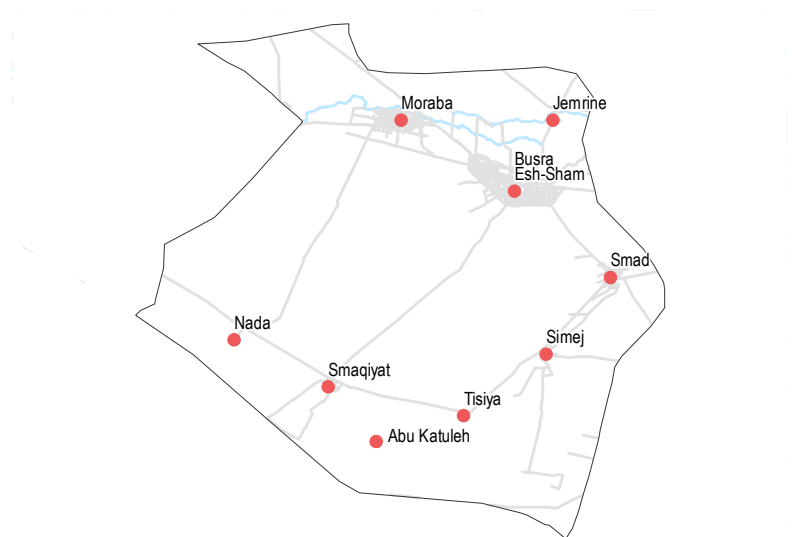 Moraba
Jemrine
Busra
Esh-Sham
Smad
Nada
Simej
Smaqiyat
Tisiya
Abu Katuleh